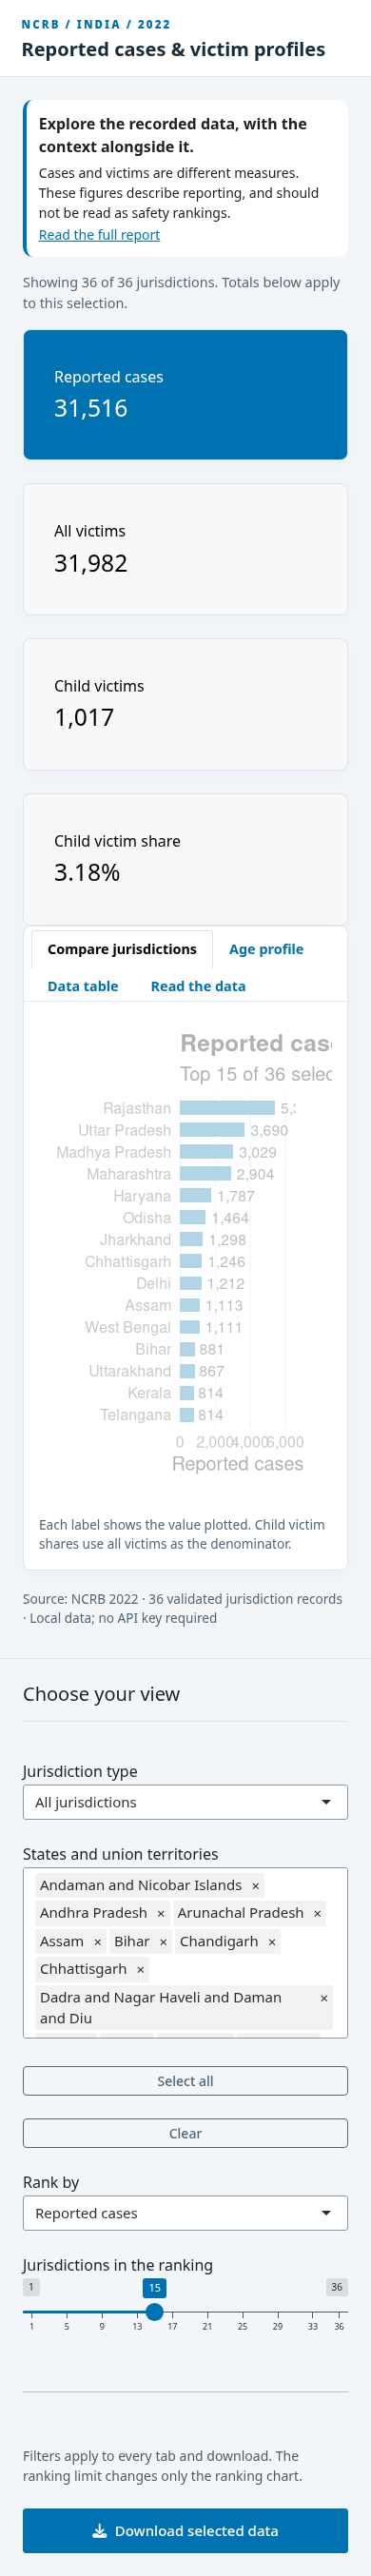 NCRB / INDIA / 2022
Reported cases & victim profiles
Explore the recorded data, with the
context alongside it.
Cases and victims are different measures.
These figures describe reporting, and should
not be read as safety rankings.
Read the full report
Showing 36 of 36 jurisdictions. Totals below apply
to this selection.
Reported cases
31,516
All victims
31,982
Child victims
1,017
Child victim share
3.18%
Compare jurisdictions
Age profile
Data table
Read the data
Reported
Top 15 of 36
Rajasthan
Uttar Pradesh 3,690
Madhya Pradesh 3,029
Maharashtra 2,904
Haryana 1,787
Odisha 1,464
Jharkhand 1,298
Chhattisgarh 1,246
Delhi 1,212
Assam 1,113
West Bengal 1,111
Bihar 881
Uttarakhand 867
Kerala 814
Telangana 814
0 2,000 4,000 6,000
Reported cases
Each label shows the value plotted. Child victim
shares use all victims as the denominator.
Source: NCRB 2022 · 36 validated jurisdiction records
· Local data; no API key required
Choose your view
Jurisdiction type
All jurisdictions
States and union territories
Andaman and Nicobar Islands ×
Andhra Pradesh × Arunachal Pradesh ×
Assam × Bihar × Chandigarh ×
Chhattisgarh ×
Dadra and Nagar Haveli and Daman ×
and Diu
Select all
Clear
Rank by
Reported cases
Jurisdictions in the ranking
1 15 36
1 5 9 13 17 21 25 29 33 36
Filters apply to every tab and download. The
ranking limit changes only the ranking chart.
Download selected data